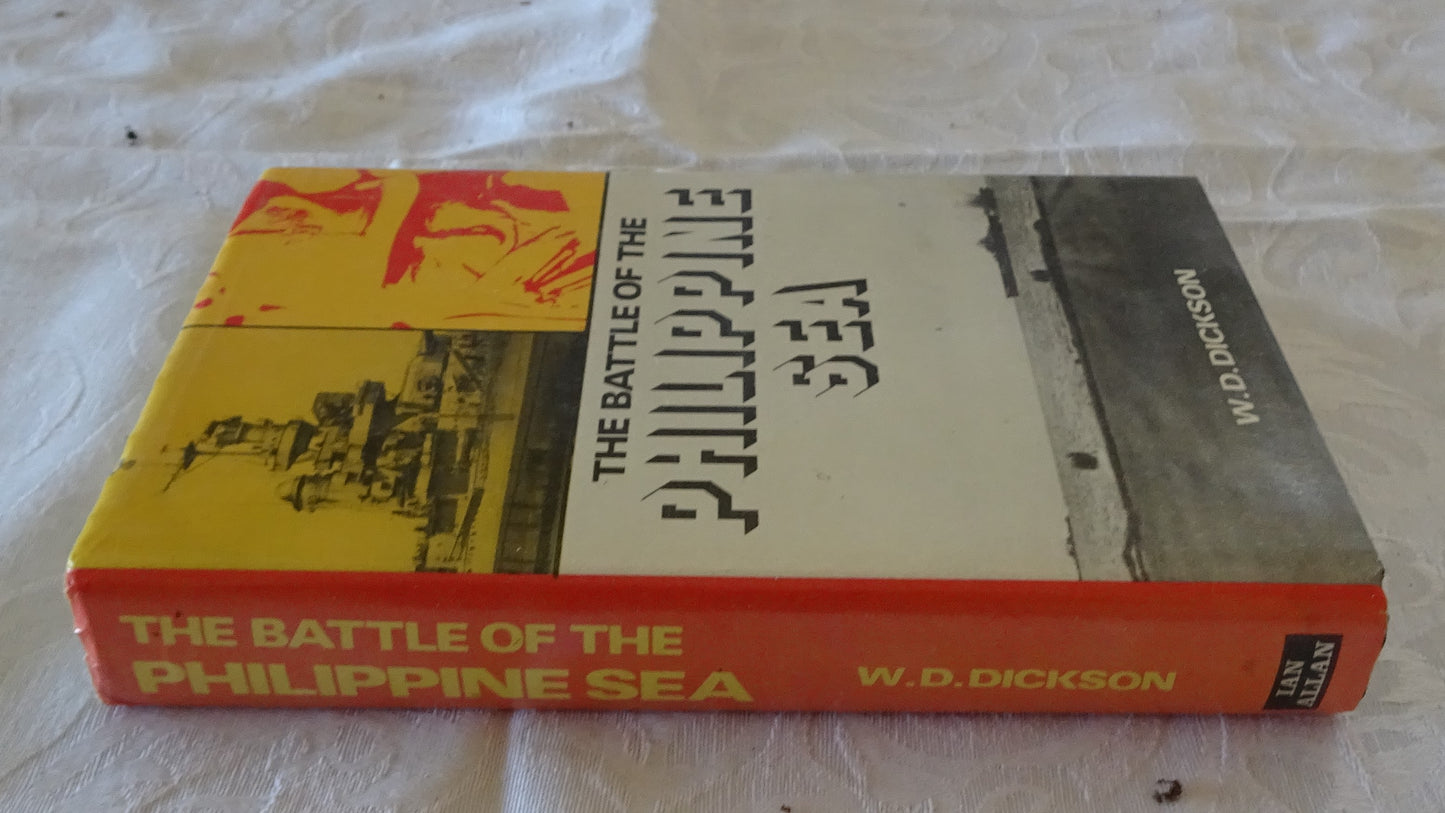 THE BATTLE OF THE
PHILIPPINE
SEA
W.D.DICKSON
THE BATTLE OF THE
PHILIPPINE SEA
W.D.DICKSON
IAN
ALLAN